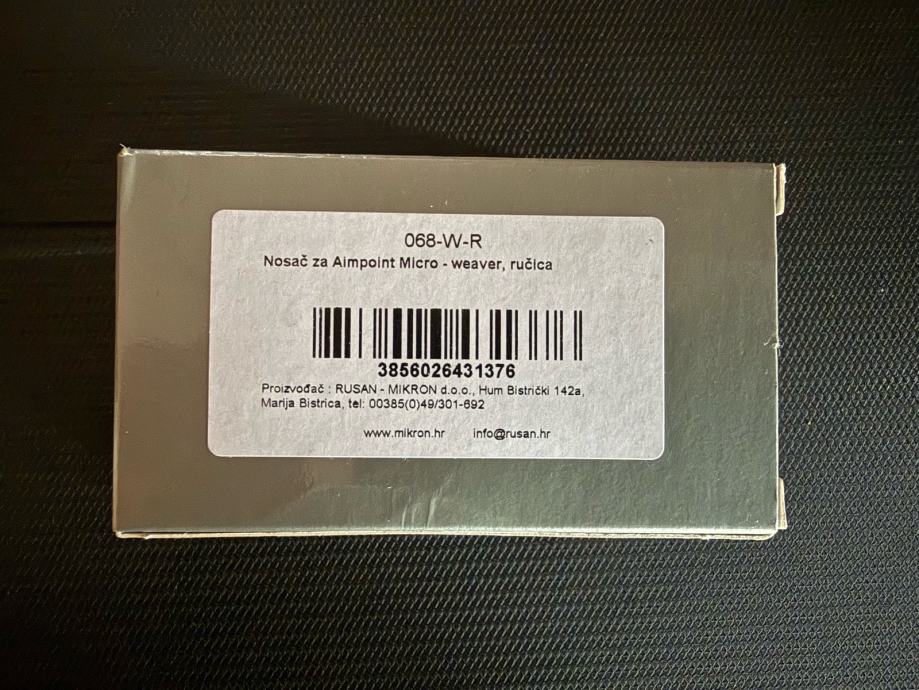 068-W-R
Nosač za Aimpoint Micro - weaver, ručica
3856026431376
Proizvođač : RUSAN - MIKRON d.o.o., Hum Bistrički 142a,
Marija Bistrica, tel: 00385(0)49/301-692
www.mikron.hr info@rusan.hr